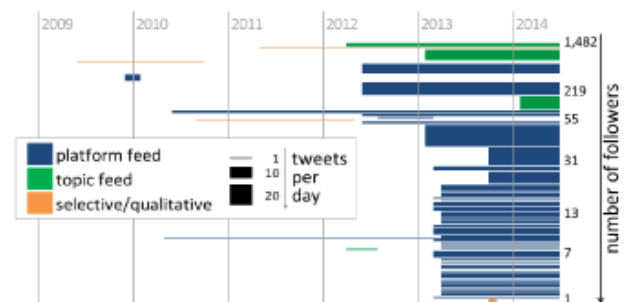 2009 2010 2011 2012 2013 2014
1,482
219
55
platform feed
topic feed
selective/qualitative
1 tweets
10 per
20 day
31
13
7
1
number of followers